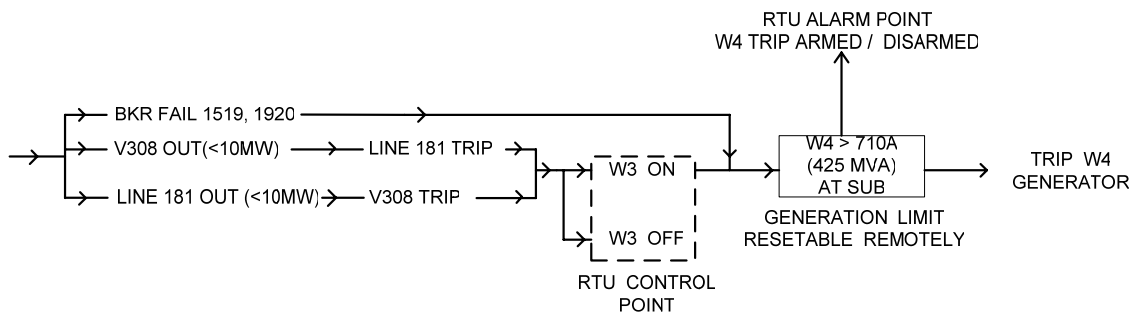 RTU ALARM POINT
W4 TRIP ARMED / DISARMED
BKR FAIL 1519, 1920
V308 OUT(<10MW)
LINE 181 TRIP
LINE 181 OUT (<10MW)
V308 TRIP
W3 ON
W3 OFF
RTU CONTROL
POINT
W4 > 710A
(425 MVA)
AT SUB
GENERATION LIMIT
RESETABLE REMOTELY
TRIP W4
GENERATOR